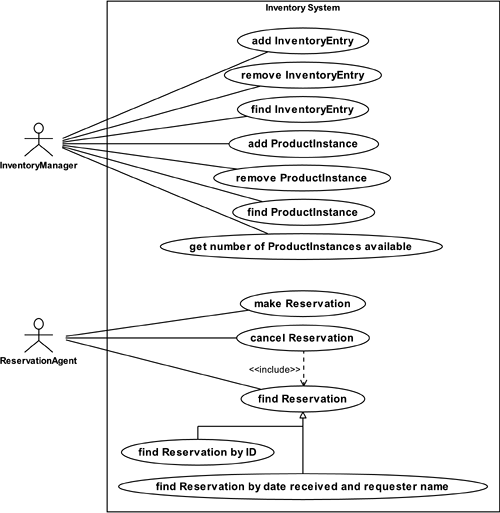 Inventory System
add InventoryEntry
remove InventoryEntry
find InventoryEntry
add ProductInstance
InventoryManager
remove ProductInstance
find ProductInstance
get number of ProductInstances available
make Reservation
cancel Reservation
ReservationAgent
<<include>>
find Reservation
find Reservation by ID
find Reservation by date received and requester name